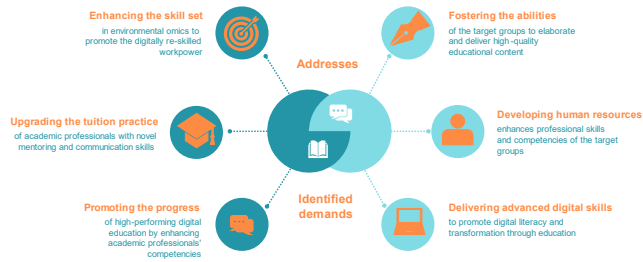 Enhancing the skill set
in environmental omics to
promote the digitally re-skilled
workpower
Upgrading the tuition practice
of academic professionals with novel
mentoring and communication skills
Promoting the progress
of high-performing digital
education by enhancing
academic professionals'
competencies
Addresses
Identified
demands
Fostering the abilities
of the target groups to elaborate
and deliver high-quality
educational content
Developing human resources
enhances professional skills
and competencies of the target
groups
Delivering advanced digital skills
to promote digital literacy and
transformation through education